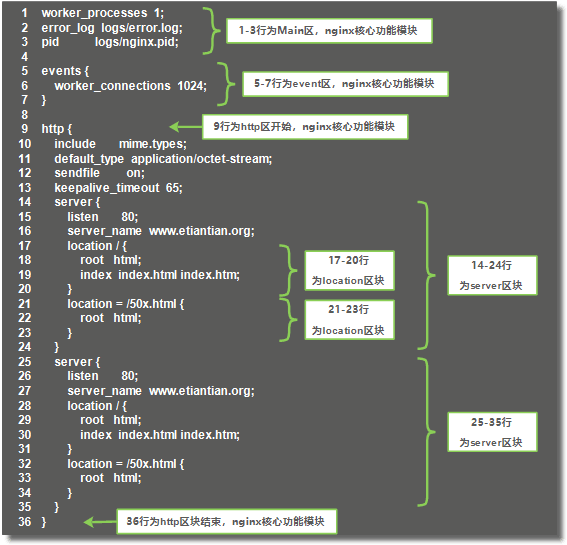 1 worker_processes 1;
2 error_log logs/error.log;
3 pid logs/nginx.pid;
1-3行为Main区，nginx核心功能模块
4
5 events {
6 worker_connections 1024;
7 }
5-7行为event区，nginx核心功能模块
8
9 http {
9行为http区开始，nginx核心功能模块
10 include mime.types;
11 default_type application/octet-stream;
12 sendfile on;
13 keepalive_timeout 65;
14 server {
15 listen 80;
16 server_name www.etiantian.org;
17 location / {
18 root html;
19 index index.html index.htm;
20 }
17-20行
为location区块
21 location = /50x.html {
22 root html;
23 }
21-23行
为location区块
24 }
14-24行
为server区块
25 server {
26 listen 80;
27 server_name www.etiantian.org;
28 location / {
29 root html;
30 index index.html index.htm;
31 }
32 location = /50x.html {
33 root html;
34 }
35 }
25-35行
为server区块
36 }
36行为http区块结束，nginx核心功能模块